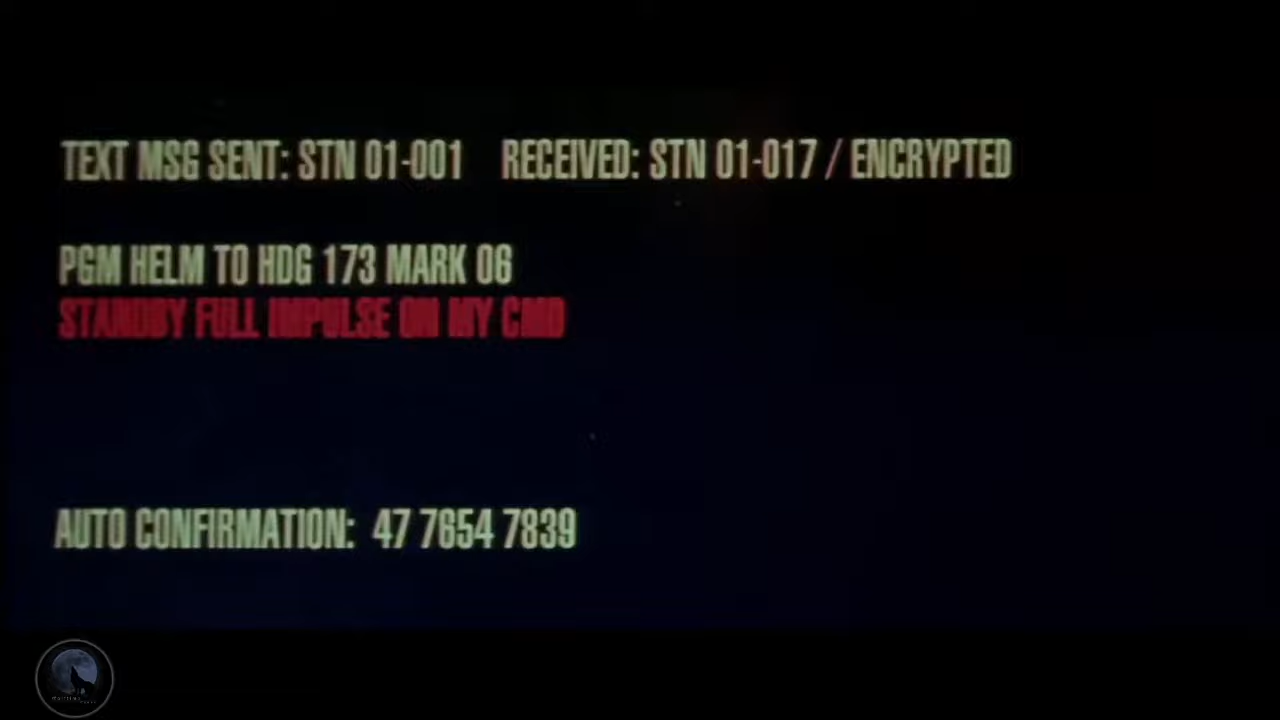 TEXT MSG SENT: STN 01-001 RECEIVED: STN 01-017 / ENCRYPTED
PGM HELM TO HDG 173 MARK 06
STANDBY FULL IMPULSE ON MY CMD
AUTO CONFIRMATION: 47 7654 7839